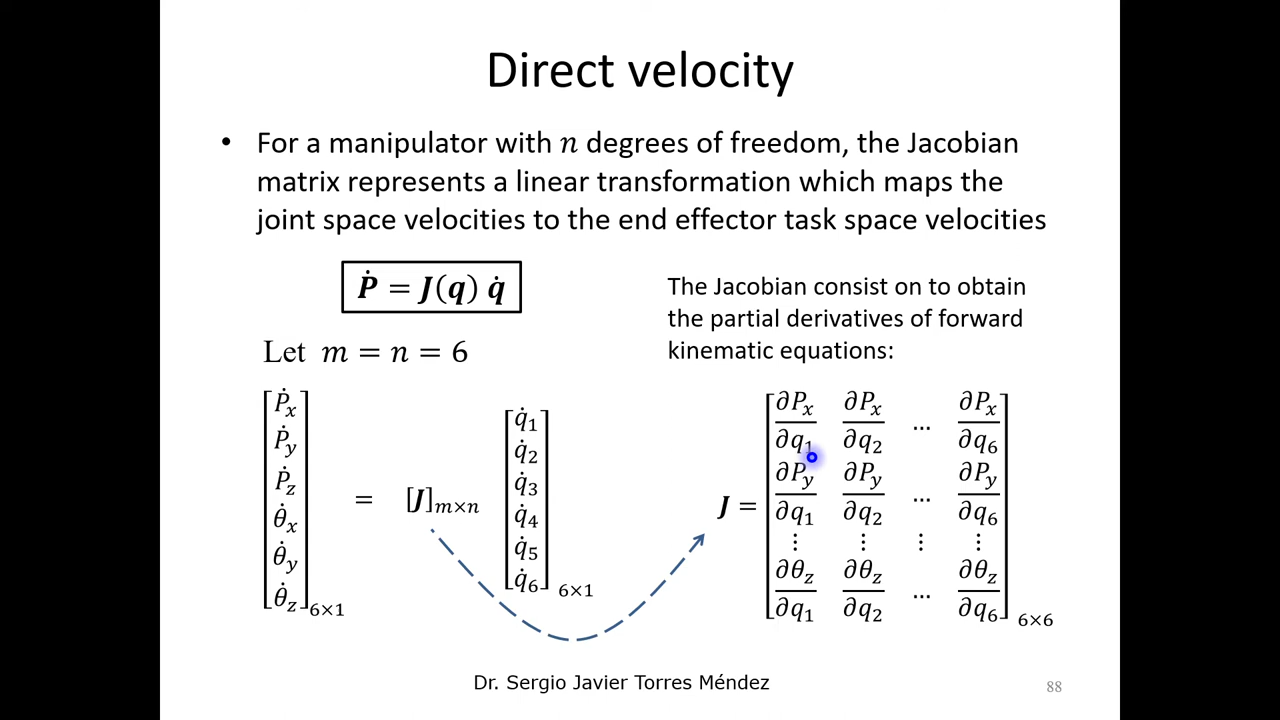 Direct velocity
• For a manipulator with n degrees of freedom, the Jacobian
matrix represents a linear transformation which maps the
joint space velocities to the end effector task space velocities
Ṗ = J(q) q̇
Let m = n = 6
The Jacobian consist on to obtain
the partial derivatives of forward
kinematic equations:
[Ṗx
Ṗy
Ṗz
θ̇x
θ̇y
θ̇z]6×1
= [J]m×n
[q̇1
q̇2
q̇3
q̇4
q̇5
q̇6]6×1
J =
[∂Px/∂q1 ∂Px/∂q2 … ∂Px/∂q6
∂Py/∂q1 ∂Py/∂q2 … ∂Py/∂q6
⋮ ⋮ ⋮ ⋮
∂θz/∂q1 ∂θz/∂q2 … ∂θz/∂q6]6×6
Dr. Sergio Javier Torres Méndez
88